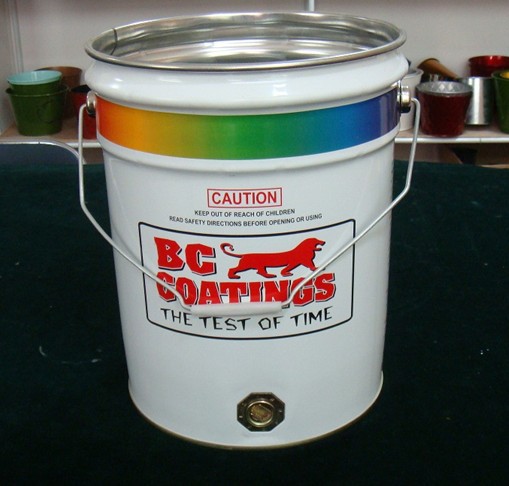 CAUTION
KEEP OUT OF REACH OF CHILDREN
READ SAFETY DIRECTIONS BEFORE OPENING OR USING
BC
COATINGS
THE TEST OF TIME